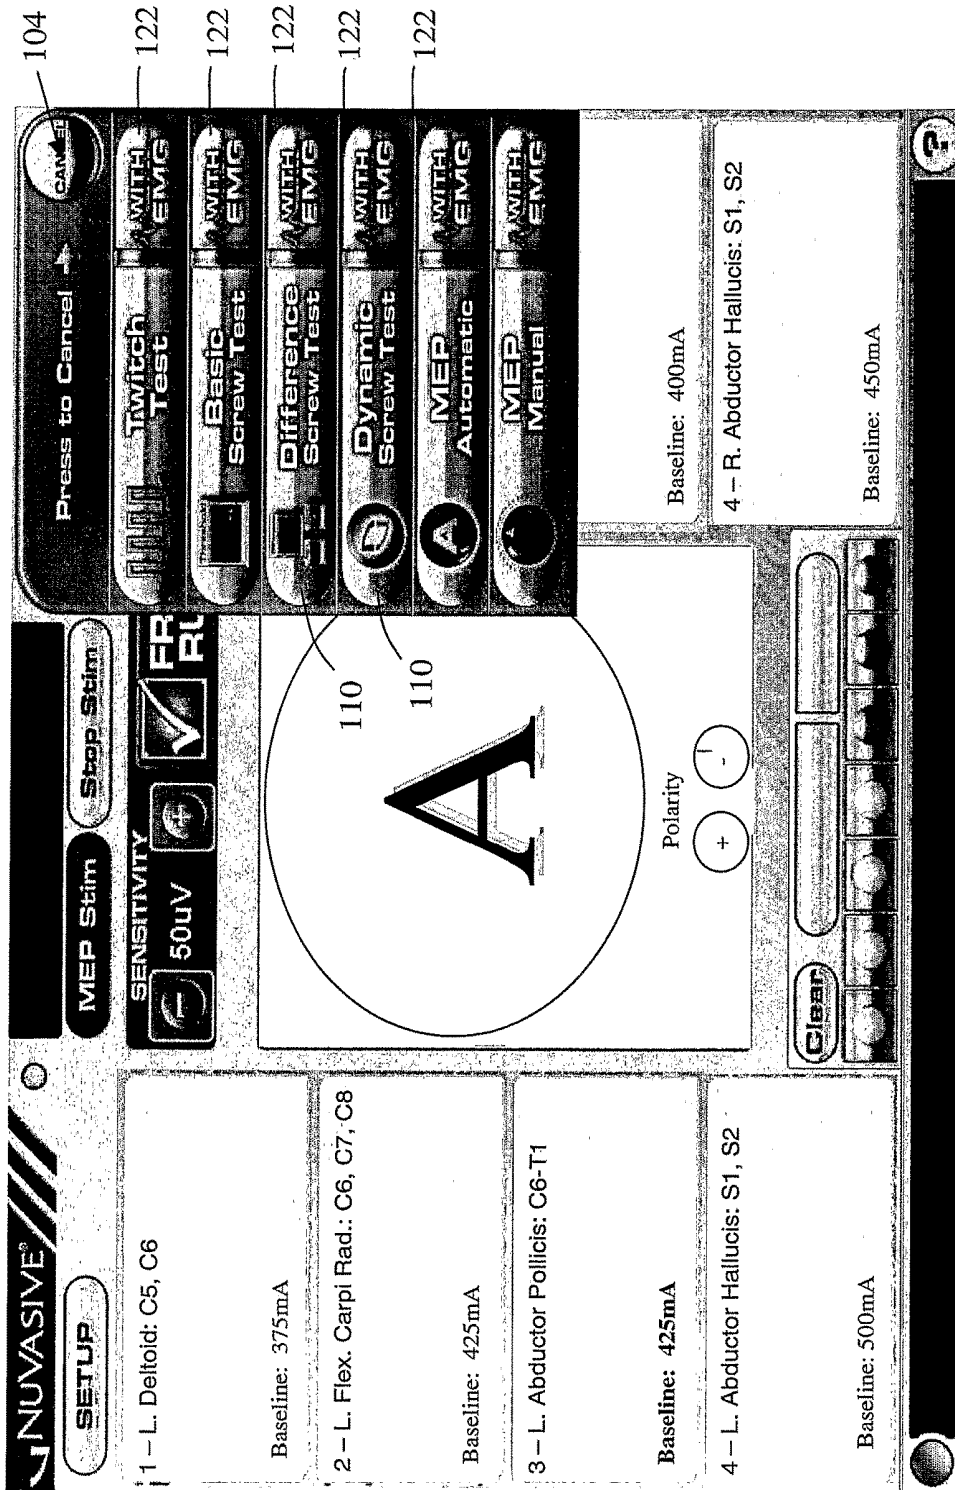 NUVASIVE®
SETUP
MEP Stim
Stop Stim
Press to Cancel
CANCEL
104
SENSITIVITY
50uV
FR
RU
Twitch
Test
WITH
EMG
122
Basic
Screw Test
WITH
EMG
122
Difference
Screw Test
WITH
EMG
122
Dynamic
Screw Test
WITH
EMG
122
MEP
Automatic
WITH
EMG
122
MEP
Manual
WITH
EMG
110
110
1 – L. Deltoid: C5, C6
Baseline: 375mA
2 – L. Flex. Carpi Rad.: C6, C7, C8
Baseline: 425mA
3 – L. Abductor Pollicis: C6-T1
Baseline: 425mA
4 – L. Abductor Hallucis: S1, S2
Baseline: 500mA
A
A
Polarity
+
-
Baseline: 400mA
4 – R. Abductor Hallucis: S1, S2
Baseline: 450mA
Clear
?